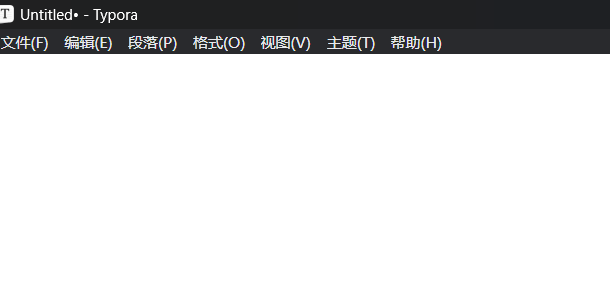 T Untitled• - Typora
文件(F) 编辑(E) 段落(P) 格式(O) 视图(V) 主题(T) 帮助(H)